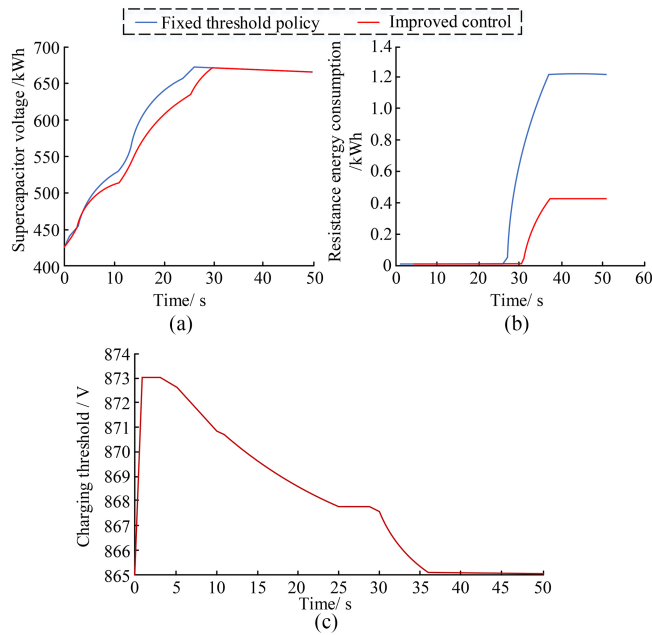 Fixed threshold policy Improved control
700
650
600
550
500
450
400
0 10 20 30 40 50
Supercapacitor voltage /kWh
Time/ s
(a)
1.4
1.2
1.0
0.8
0.6
0.4
0.2
0
0 10 20 30 40 50 60
Resistance energy consumption
/kWh
Time/ s
(b)
874
873
872
871
870
869
868
867
866
865
0 5 10 15 20 25 30 35 40 45 50
Charging threshold / V
Time/ s
(c)